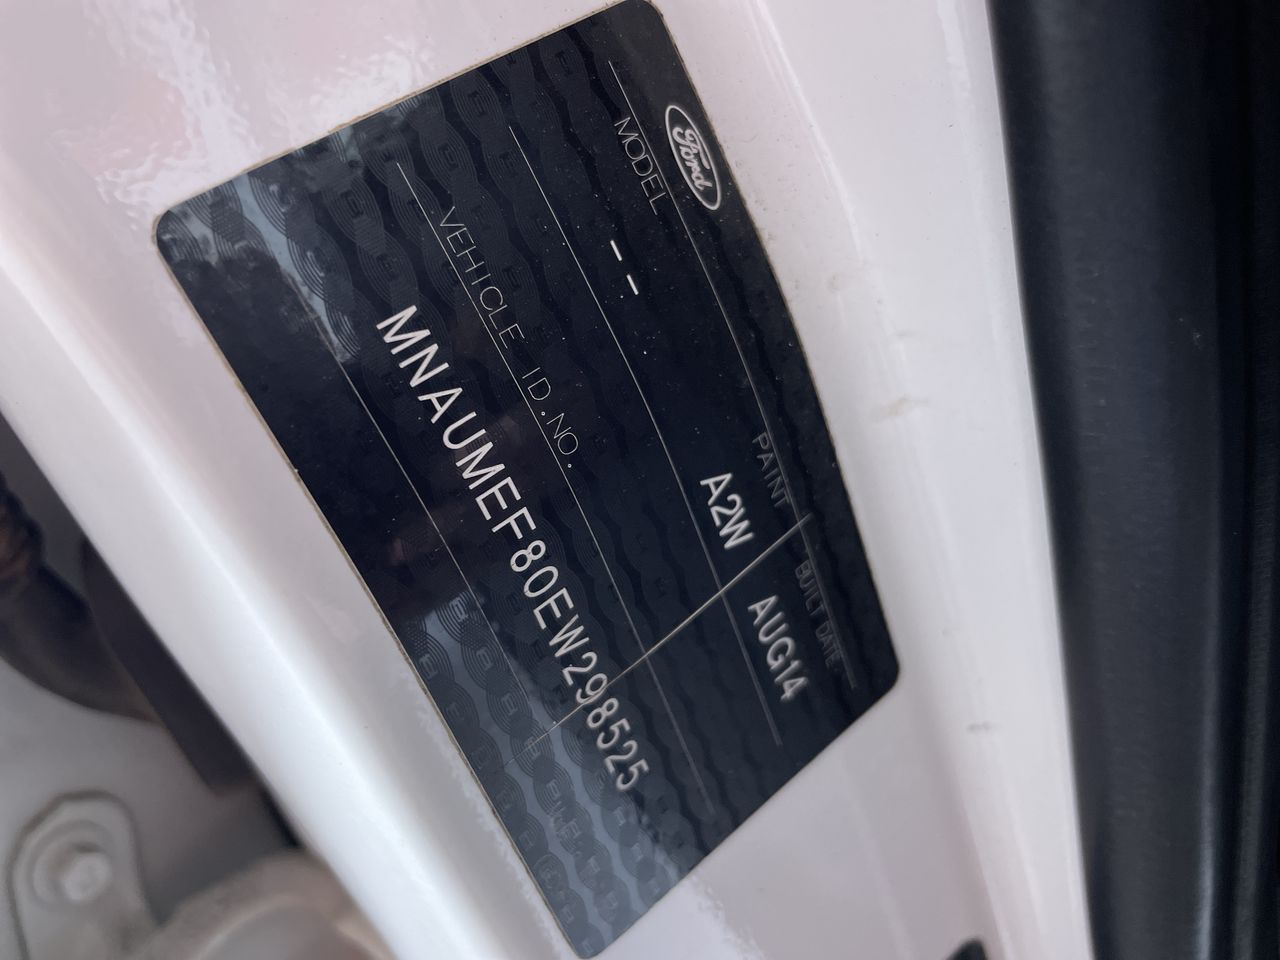 Ford
MODEL PAINT BUILT DATE
-- A2W AUG14
VEHICLE ID.NO.
MNAUMEF80EW298525